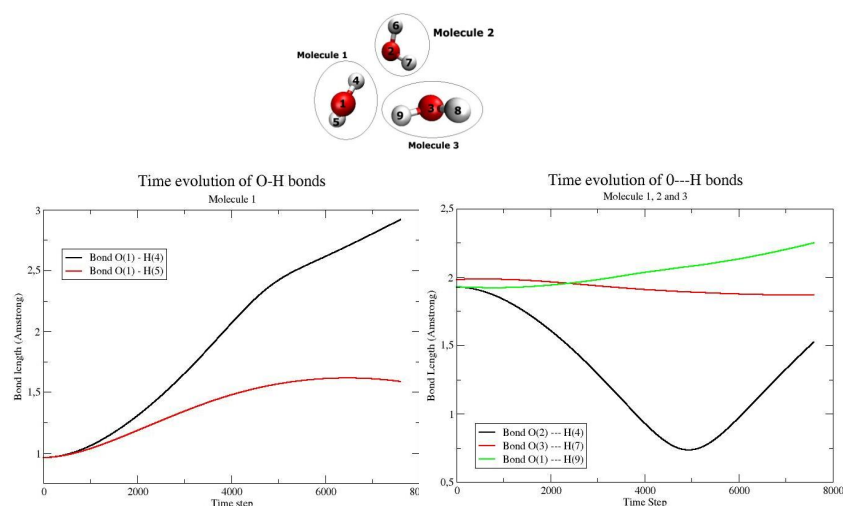 6
Molecule 2
Molecule 1
2
7
4
1
5
9
3
8
Molecule 3
Time evolution of O-H bonds
Molecule 1
3
2,5
2
1,5
1
Bond O(1) - H(4)
Bond O(1) - H(5)
Bond length (Amstrong)
0
2000
4000
6000
8000
Time step
Time evolution of 0---H bonds
Molecule 1, 2 and 3
2,5
2
1,5
1
0,5
Bond Length (Amstrong)
Bond O(2) --- H(4)
Bond O(3) --- H(7)
Bond O(1) --- H(9)
0
2000
4000
6000
8000
Time Step